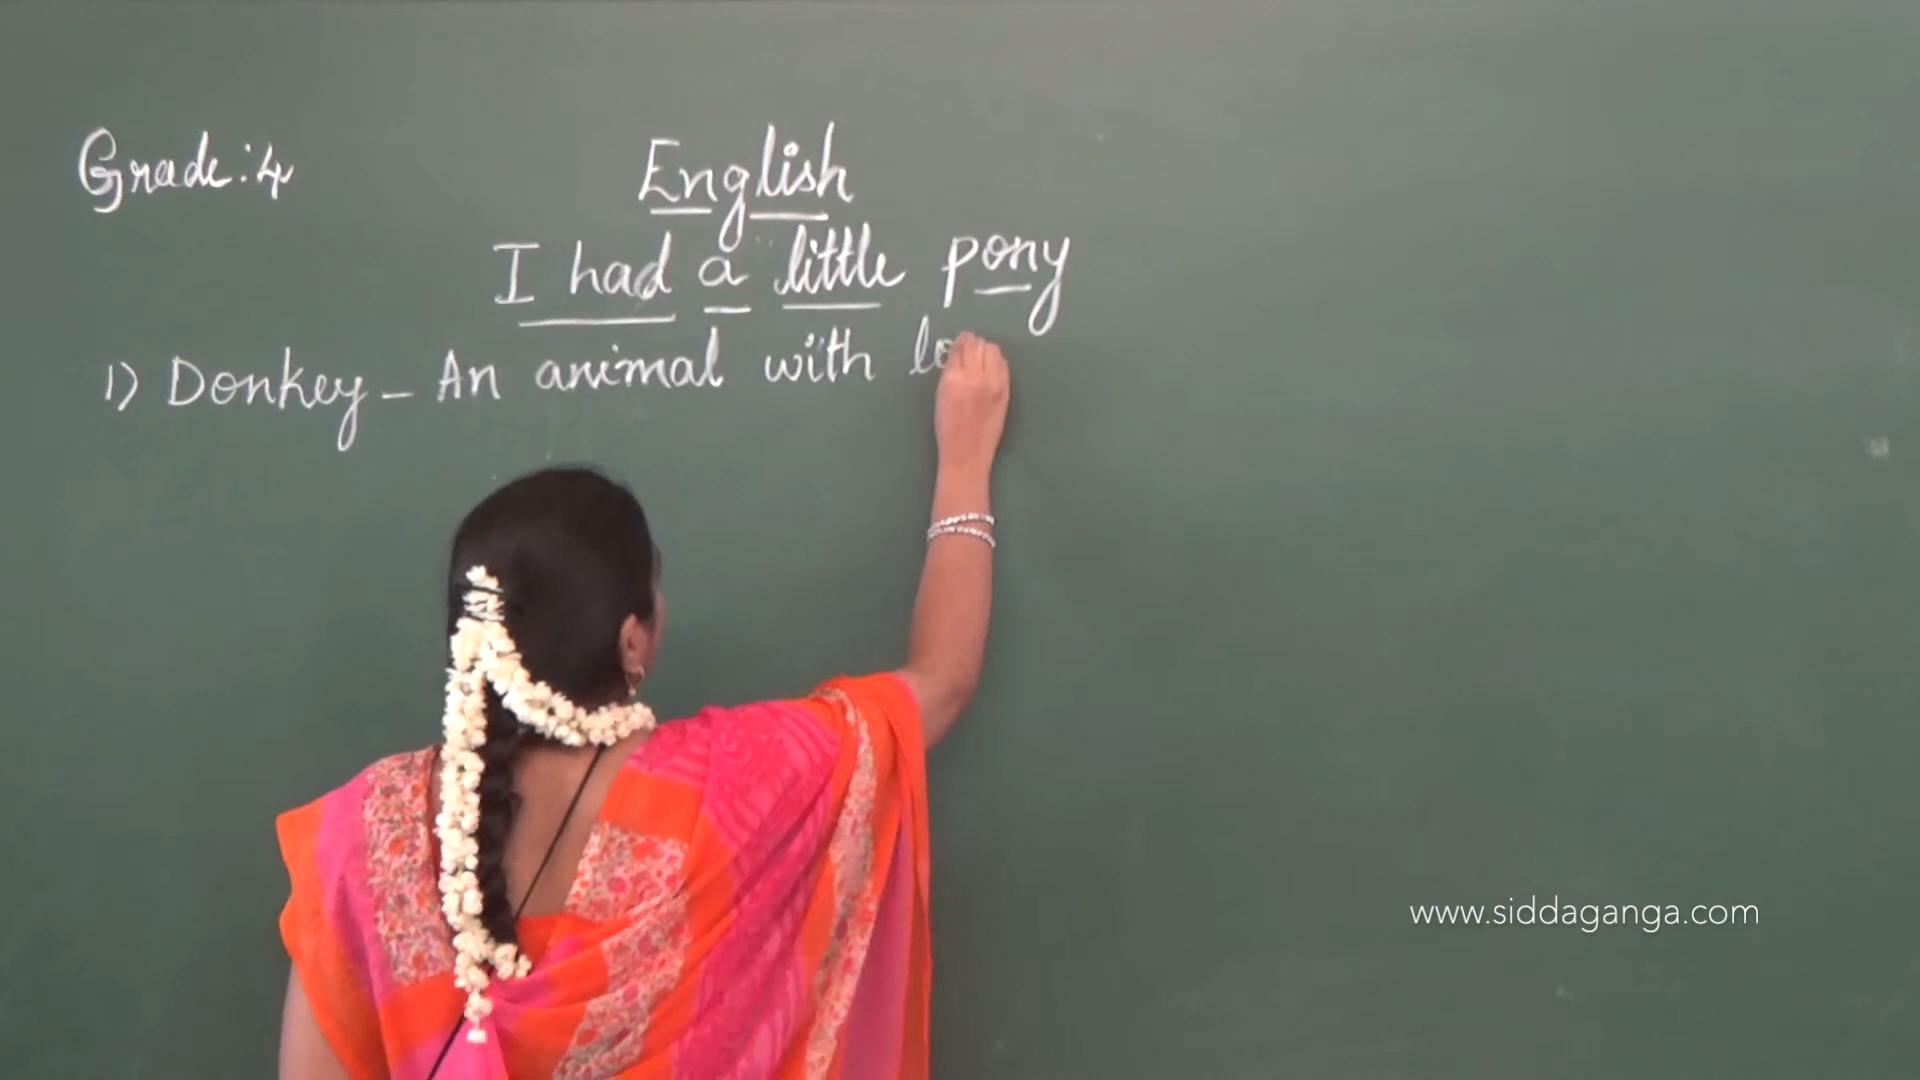 Grade: 4
English
I had a little pony
1) Donkey - An animal with lo
www.siddaganga.com